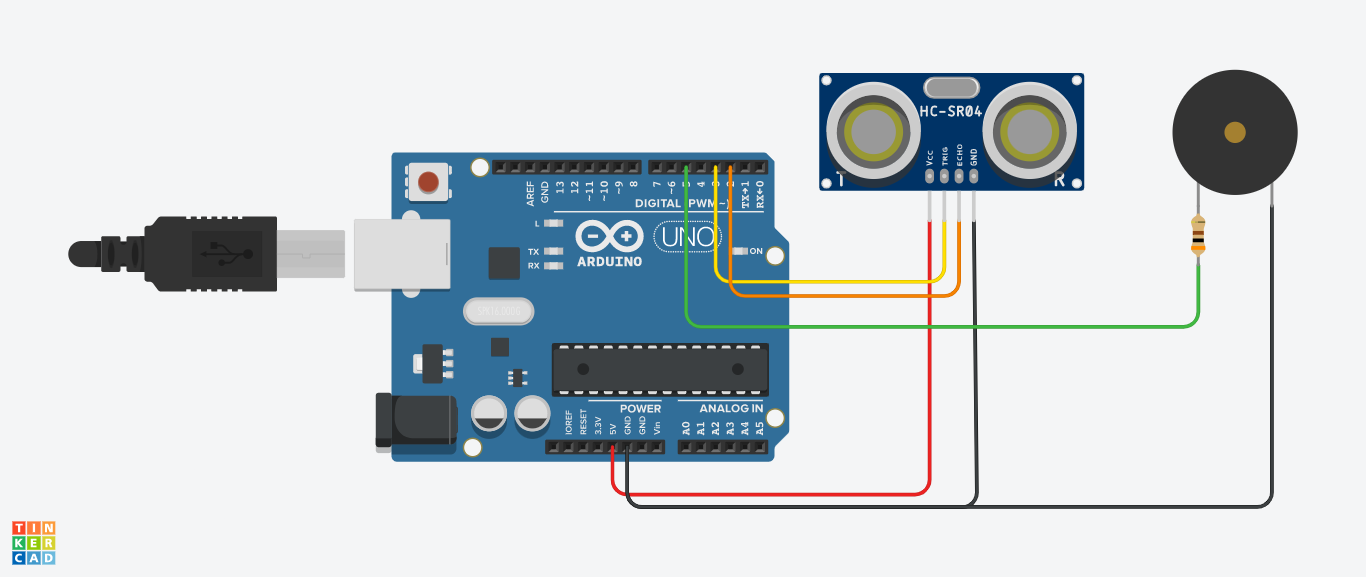 HC-SR04
VCC
TRIG
ECHO
GND
T
R
AREF
GND
13
12
~11
~10
~9
8
7
~6
4
2
TX→1
RX←0
DIGITAL (PWM~)
L
TX
RX
ARDUINO
UNO
ON
POWER
ANALOG IN
IOREF
RESET
3.3V
5V
GND
GND
Vin
A0
A1
A2
A3
A4
A5
TIN
KER
CAD